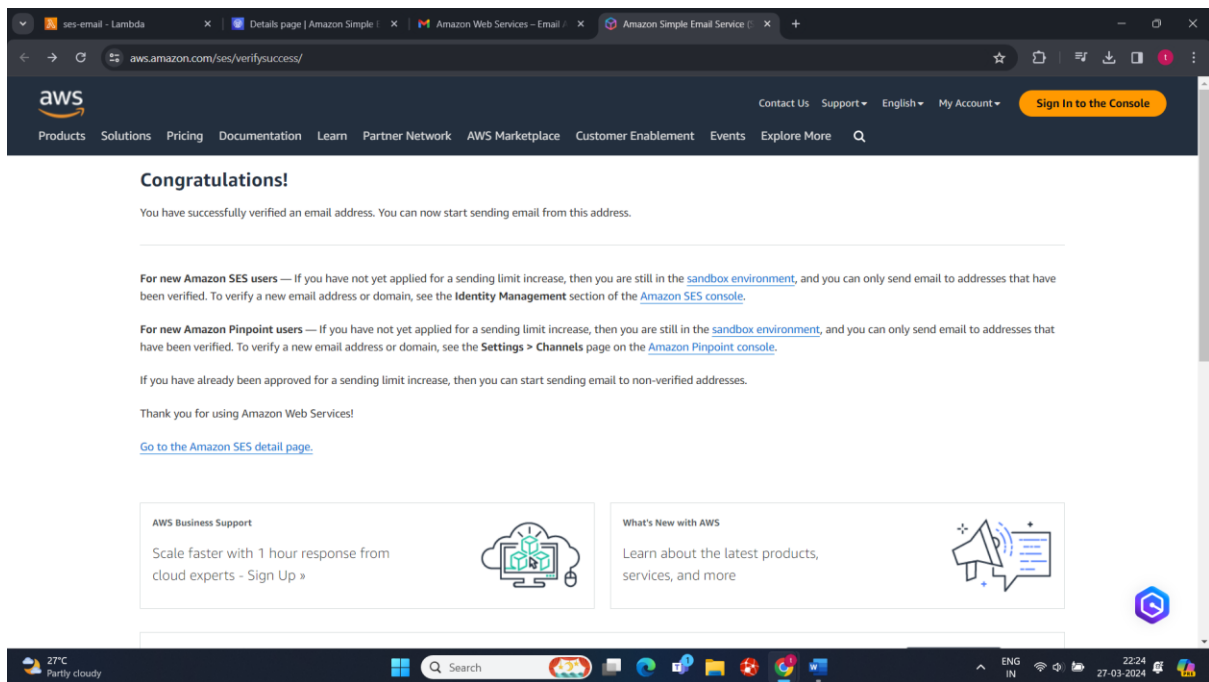 ses-email - Lambda
Details page | Amazon Simple E
Amazon Web Services – Email A
Amazon Simple Email Service (
aws.amazon.com/ses/verifysuccess/
aws
Contact Us Support English My Account Sign In to the Console
Products Solutions Pricing Documentation Learn Partner Network AWS Marketplace Customer Enablement Events Explore More
Congratulations!
You have successfully verified an email address. You can now start sending email from this address.
For new Amazon SES users — If you have not yet applied for a sending limit increase, then you are still in the sandbox environment, and you can only send email to addresses that have
been verified. To verify a new email address or domain, see the Identity Management section of the Amazon SES console.
For new Amazon Pinpoint users — If you have not yet applied for a sending limit increase, then you are still in the sandbox environment, and you can only send email to addresses that
have been verified. To verify a new email address or domain, see the Settings > Channels page on the Amazon Pinpoint console.
If you have already been approved for a sending limit increase, then you can start sending email to non-verified addresses.
Thank you for using Amazon Web Services!
Go to the Amazon SES detail page.
AWS Business Support
Scale faster with 1 hour response from
cloud experts - Sign Up »
What's New with AWS
Learn about the latest products,
services, and more
27°C
Partly cloudy
Search
ENG
IN
22:24
27-03-2024